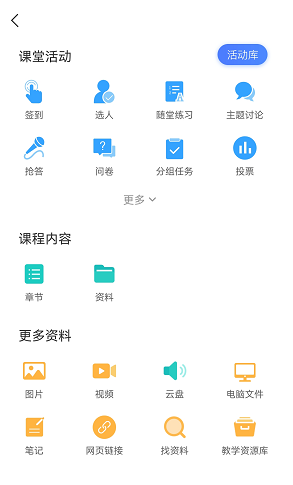 课堂活动 活动库
签到 选人 随堂练习 主题讨论
抢答 问卷 分组任务 投票
更多
课程内容
章节 资料
更多资料
图片 视频 云盘 电脑文件
笔记 网页链接 找资料 教学资源库